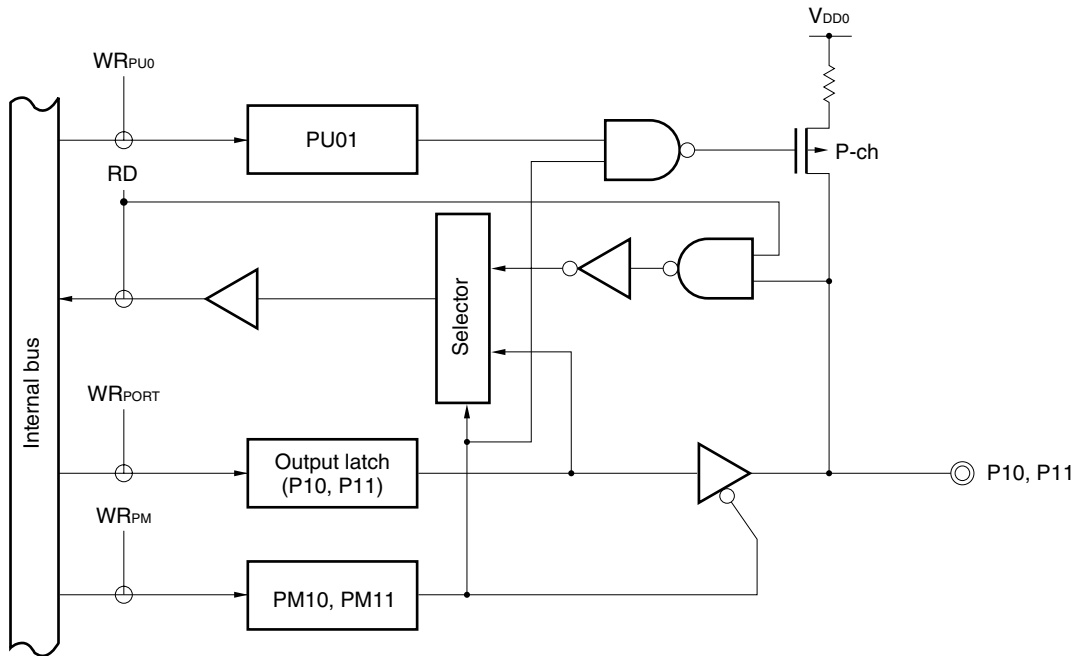 VDD0
WRPU0
PU01
P-ch
RD
Selector
Internal bus
WRPORT
Output latch
(P10, P11)
P10, P11
WRPM
PM10, PM11